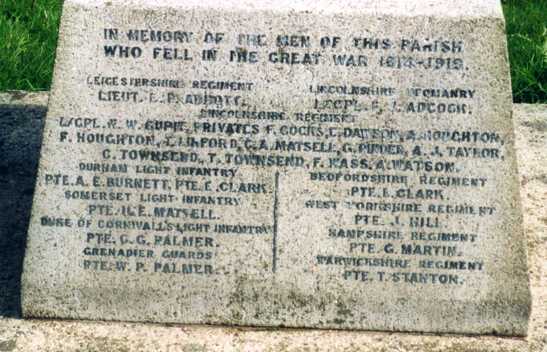 IN MEMORY OF THE MEN OF THIS PARISH
WHO FELL IN THE GREAT WAR 1914-1919.
LEICESTERSHIRE REGIMENT
LINCOLNSHIRE YEOMANRY
LIEUT. E. P. ABBOTT.
L/CPL. F. J. ADCOCK.
LINCOLNSHIRE REGIMENT
L/CPL. R. W. PRIVATES F. COCKS, C. DAWSON, A. HOUGHTON,
F. HOUGHTON, T. LINFORD, C. A. MATSELL, G. PINDER, A. J. TAYLOR,
C. TOWNSEND, T. TOWNSEND, F. WASS, A. WATSON.
DURHAM LIGHT INFANTRY
PTE. A. E. BURNETT, PTE. E. CLARK
SOMERSET LIGHT INFANTRY
PTE. H. E. MATSELL.
DUKE OF CORNWALL'S LIGHT INFANTRY
PTE. G. G. PALMER.
GRENADIER GUARDS
PTE. W. P. PALMER.
BEDFORDSHIRE REGIMENT
PTE. L. CLARK.
WEST YORKSHIRE REGIMENT
PTE. J. HILL
HAMPSHIRE REGIMENT
PTE. G. MARTIN.
WARWICKSHIRE REGIMENT
PTE. T. STANTON.